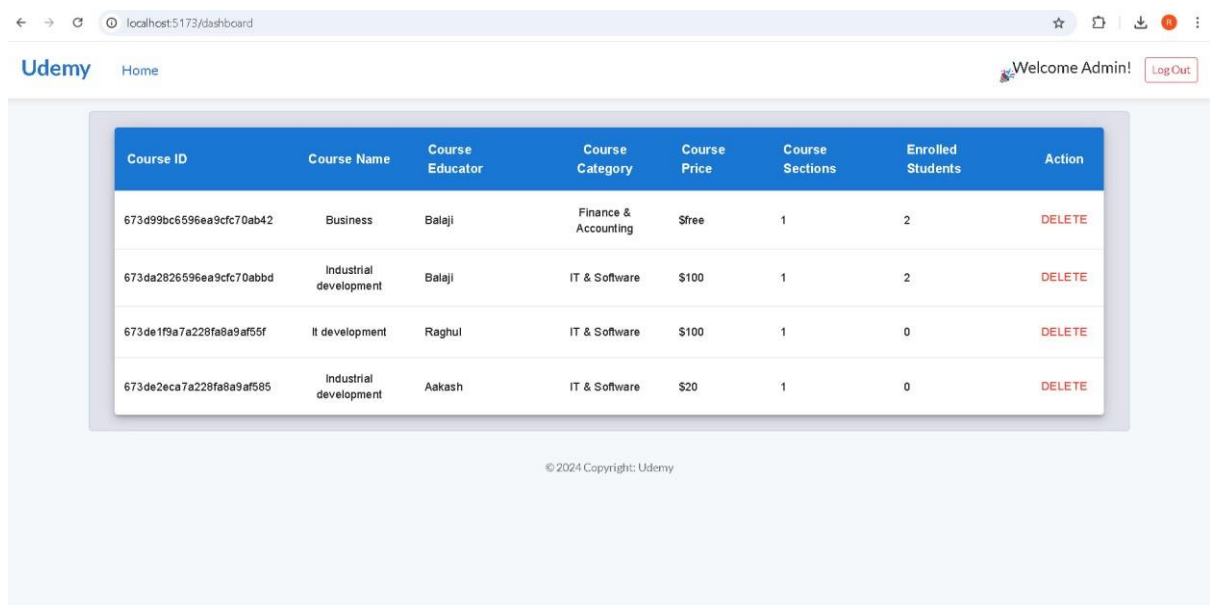 localhost:5173/dashboard
R
Udemy Home Welcome Admin! Log Out
Course ID Course Name Course Educator Course Category Course Price Course Sections Enrolled Students Action
673d99bc6596ea9cfc70ab42 Business Balaji Finance & Accounting $free 1 2 DELETE
673da2826596ea9cfc70abbd Industrial development Balaji IT & Software $100 1 2 DELETE
673de1f9a7a228fa8a9af55f It development Raghul IT & Software $100 1 0 DELETE
673de2eca7a228fa8a9af585 Industrial development Aakash IT & Software $20 1 0 DELETE
© 2024 Copyright: Udemy